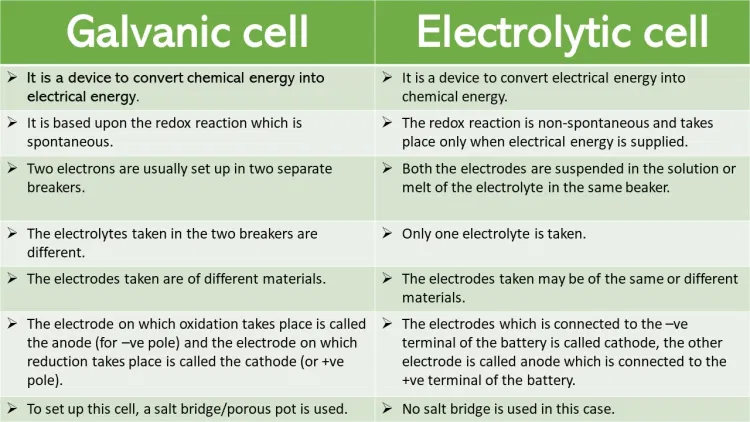 Galvanic cell
Electrolytic cell
➢ It is a device to convert chemical energy into
electrical energy.
➢ It is a device to convert electrical energy into
chemical energy.
➢ It is based upon the redox reaction which is
spontaneous.
➢ The redox reaction is non-spontaneous and takes
place only when electrical energy is supplied.
➢ Two electrons are usually set up in two separate
breakers.
➢ Both the electrodes are suspended in the solution or
melt of the electrolyte in the same beaker.
➢ The electrolytes taken in the two breakers are
different.
➢ Only one electrolyte is taken.
➢ The electrodes taken are of different materials.
➢ The electrodes taken may be of the same or different
materials.
➢ The electrode on which oxidation takes place is called
the anode (for –ve pole) and the electrode on which
reduction takes place is called the cathode (or +ve
pole).
➢ The electrodes which is connected to the –ve
terminal of the battery is called cathode, the other
electrode is called anode which is connected to the
+ve terminal of the battery.
➢ To set up this cell, a salt bridge/porous pot is used.
➢ No salt bridge is used in this case.